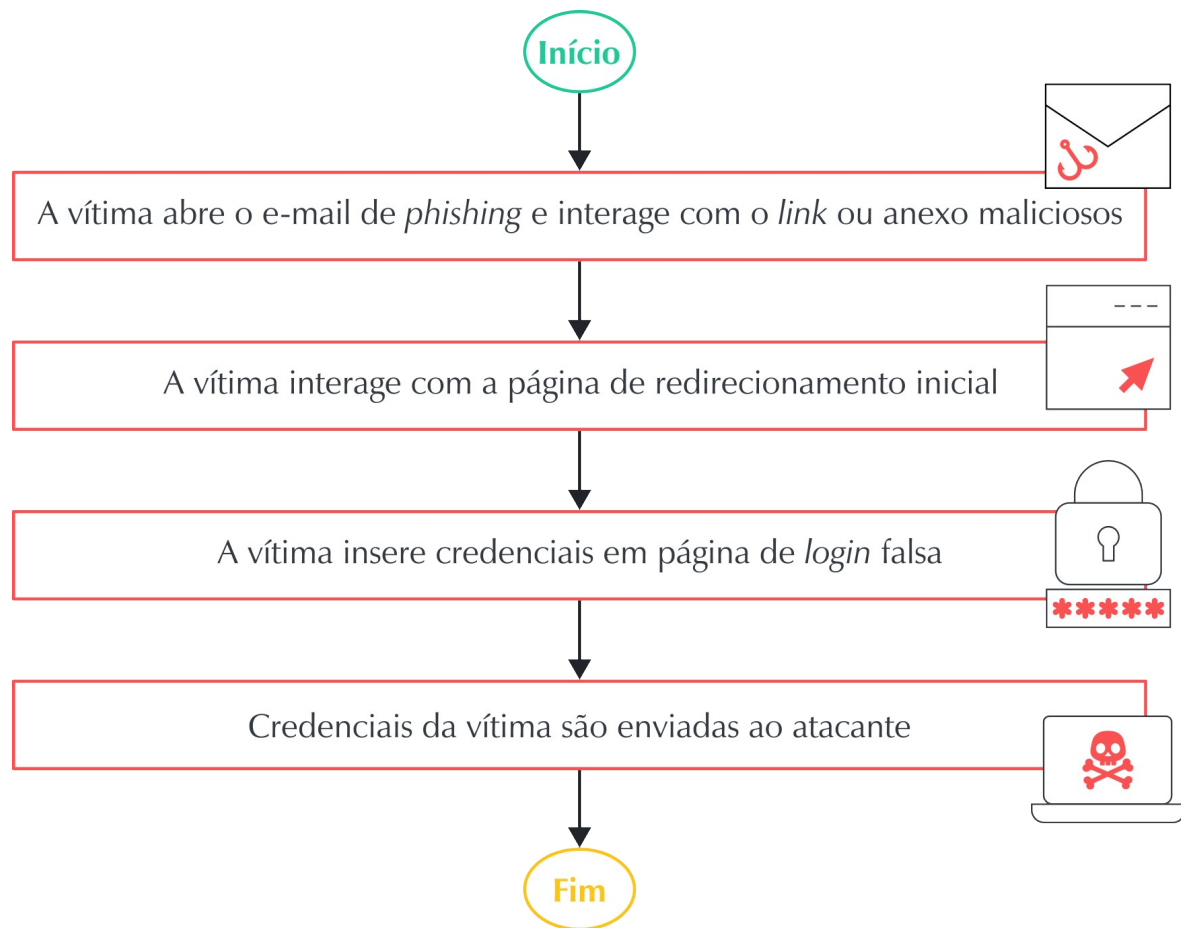 Início
A vítima abre o e-mail de phishing e interage com o link ou anexo maliciosos
A vítima interage com a página de redirecionamento inicial
A vítima insere credenciais em página de login falsa
*****
Credenciais da vítima são enviadas ao atacante
Fim